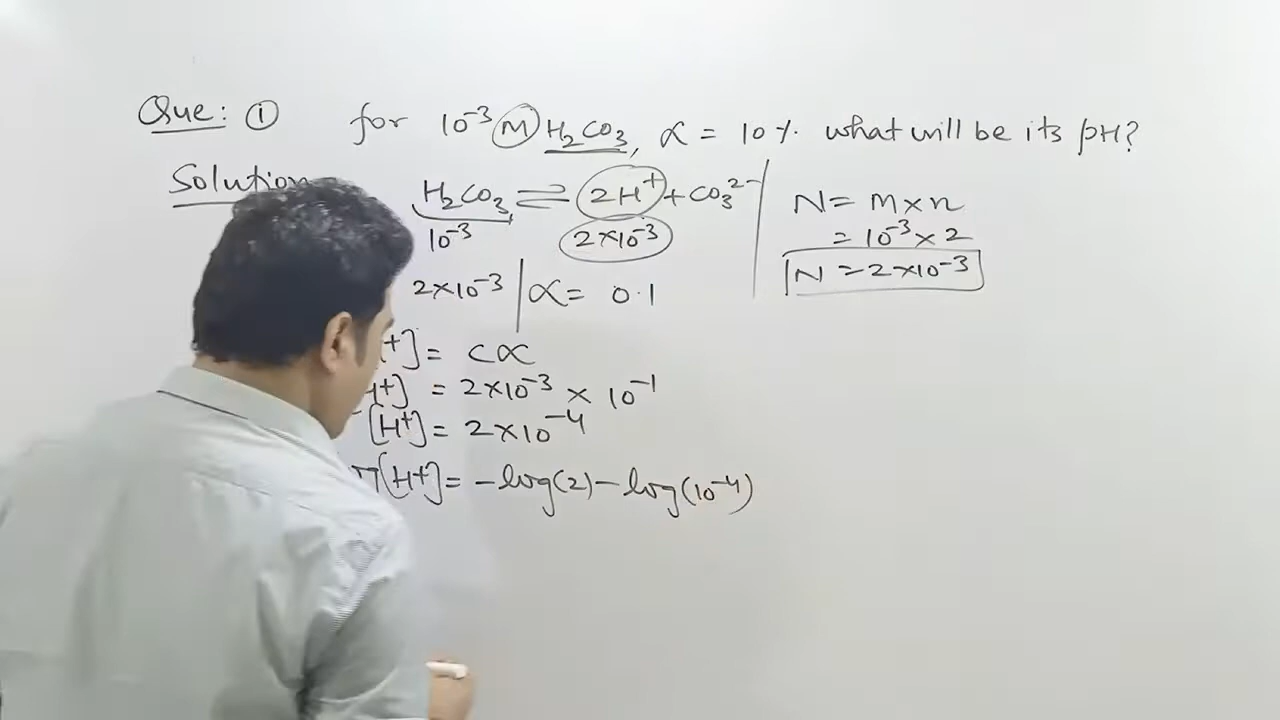 Que: ① for 10⁻³ M H₂CO₃, α = 10% what will be its pH?
Solution
H₂CO₃ ⇌ 2H⁺ + CO₃²⁻
10⁻³ 2×10⁻³
2×10⁻³ | α = 0.1
⁺] = cα
H⁺] = 2×10⁻³ × 10⁻¹
[H⁺] = 2×10⁻⁴
[H⁺] = -log(2) - log(10⁻⁴)
N = M×n
= 10⁻³ × 2
N = 2×10⁻³